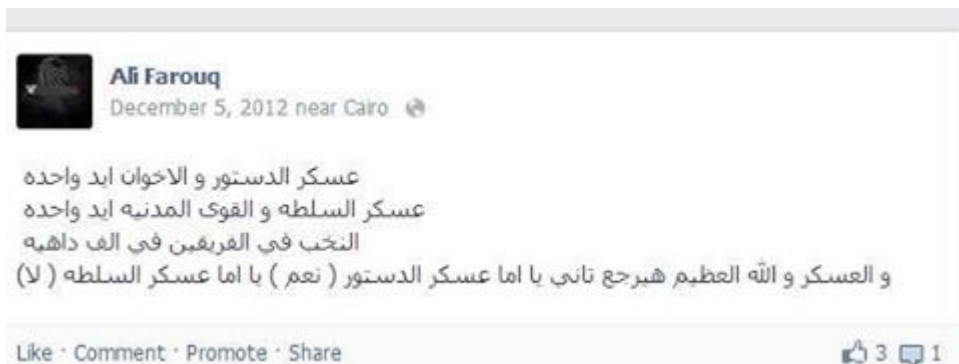 Ali Farouq
December 5, 2012 near Cairo
عسكر الدستور و الاخوان ايد واحده
عسكر السلطه و القوى المدنيه ايد واحده
النخب في الفريقين في الف داهيه
و العسكر و الله العظيم هيرجع تاني يا اما عسكر الدستور ( نعم ) يا اما عسكر السلطه ( لا)
Like · Comment · Promote · Share 3 1